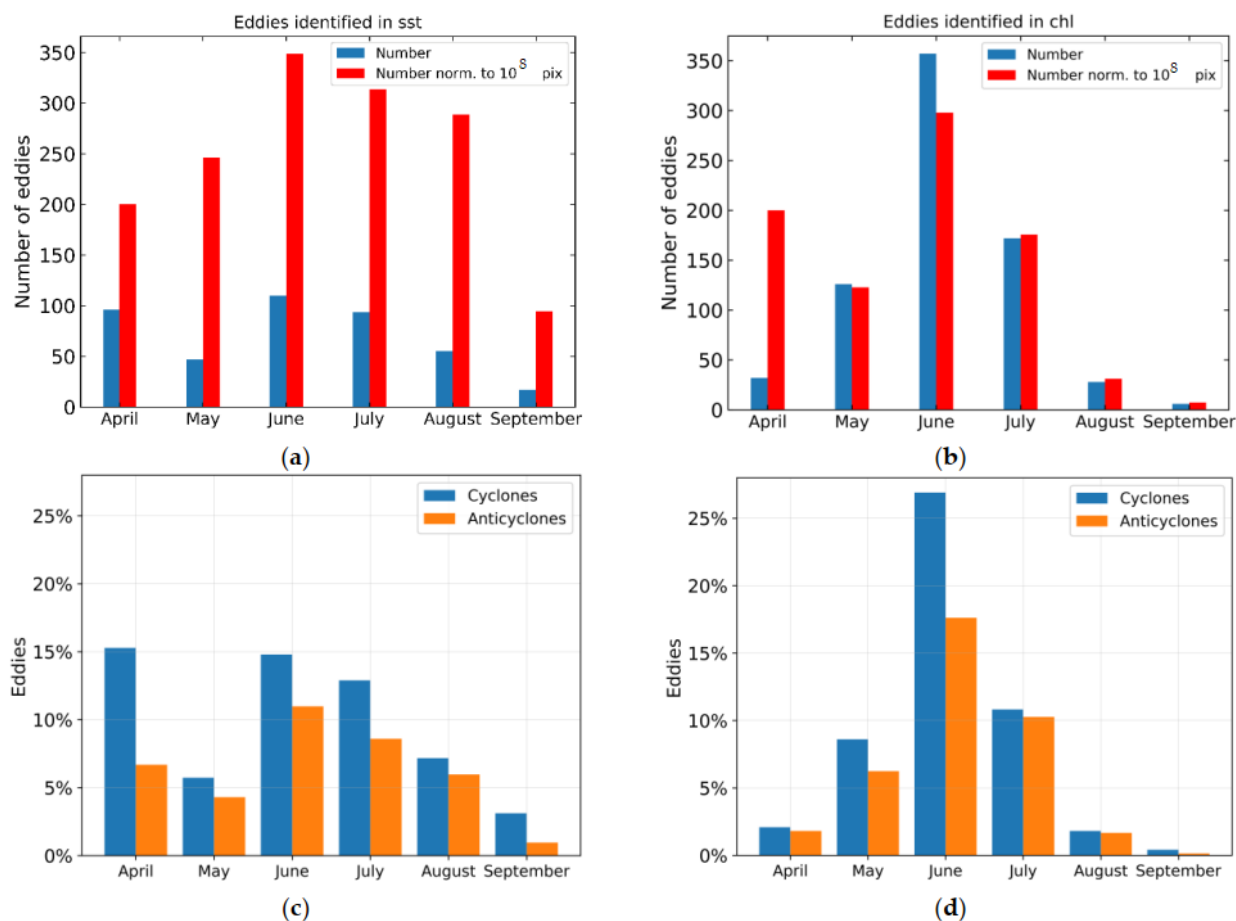 Eddies identified in sst
Number
Number norm. to 10^8 pix
Number of eddies
350
300
250
200
150
100
50
0
April May June July August September
(a)
Eddies identified in chl
Number
Number norm. to 10^8 pix
Number of eddies
350
300
250
200
150
100
50
0
April May June July August September
(b)
Cyclones
Anticyclones
Eddies
25%
20%
15%
10%
5%
0%
April May June July August September
(c)
Cyclones
Anticyclones
Eddies
25%
20%
15%
10%
5%
0%
April May June July August September
(d)